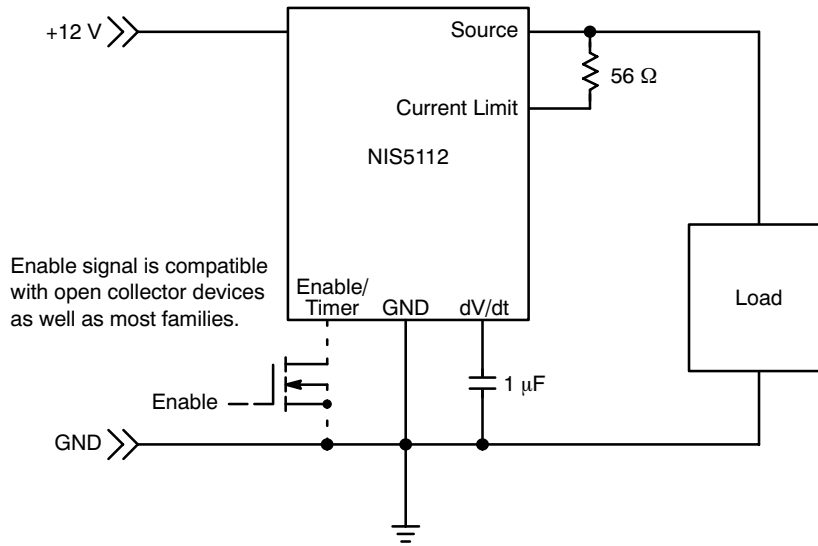 +12 V
Source
56 Ω
Current Limit
NIS5112
Enable signal is compatible
with open collector devices
as well as most families.
Enable/
Timer
GND
dV/dt
Load
1 μF
Enable
GND